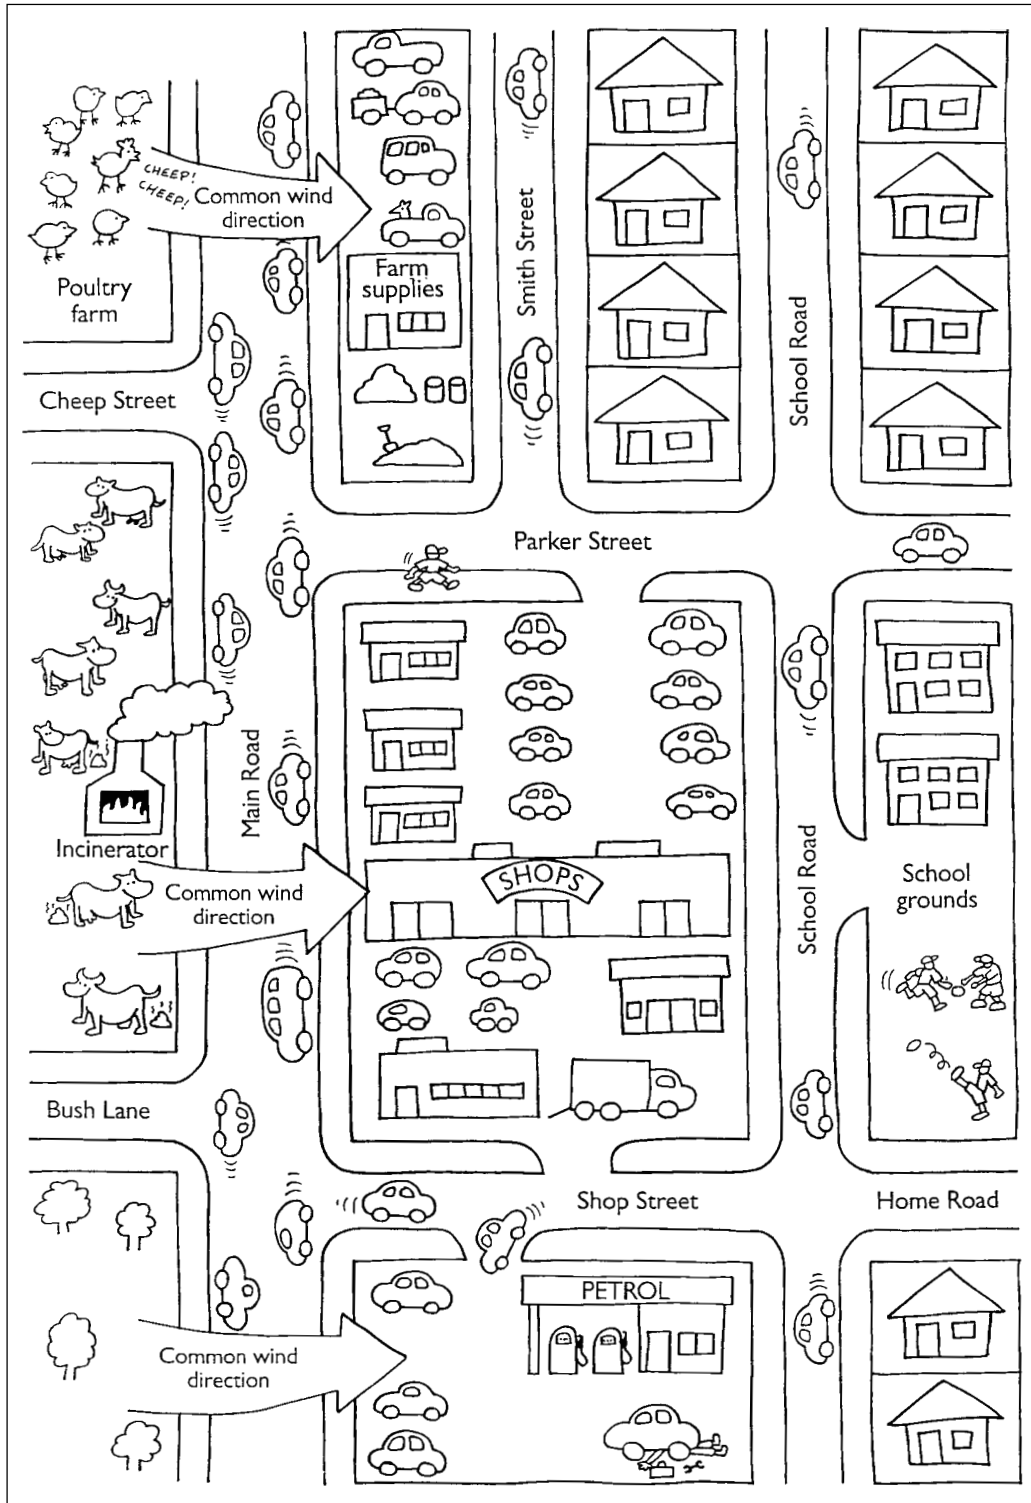 CHEEP!
CHEEP!
Common wind
direction
Poultry
farm
Farm
supplies
Smith Street
School Road
Cheep Street
Parker Street
Main Road
Incinerator
Common wind
direction
SHOPS
School Road
School
grounds
Bush Lane
Shop Street
Home Road
PETROL
Common wind
direction